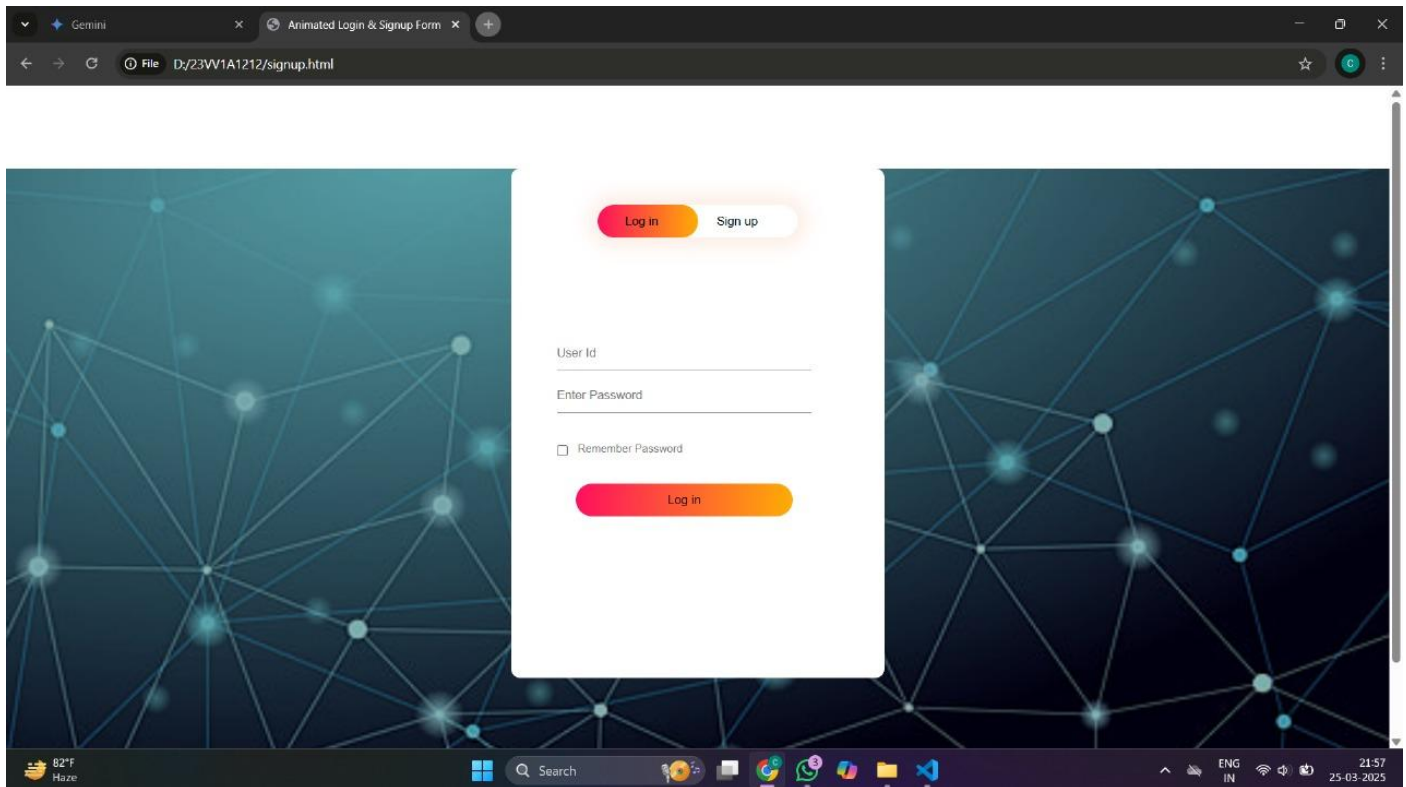 Gemini
Animated Login & Signup Form
File D:/23VV1A1212/signup.html
C
Log in Sign up
User Id
Enter Password
Remember Password
Log in
82°F
Haze
Search
3
ENG
IN
21:57
25-03-2025